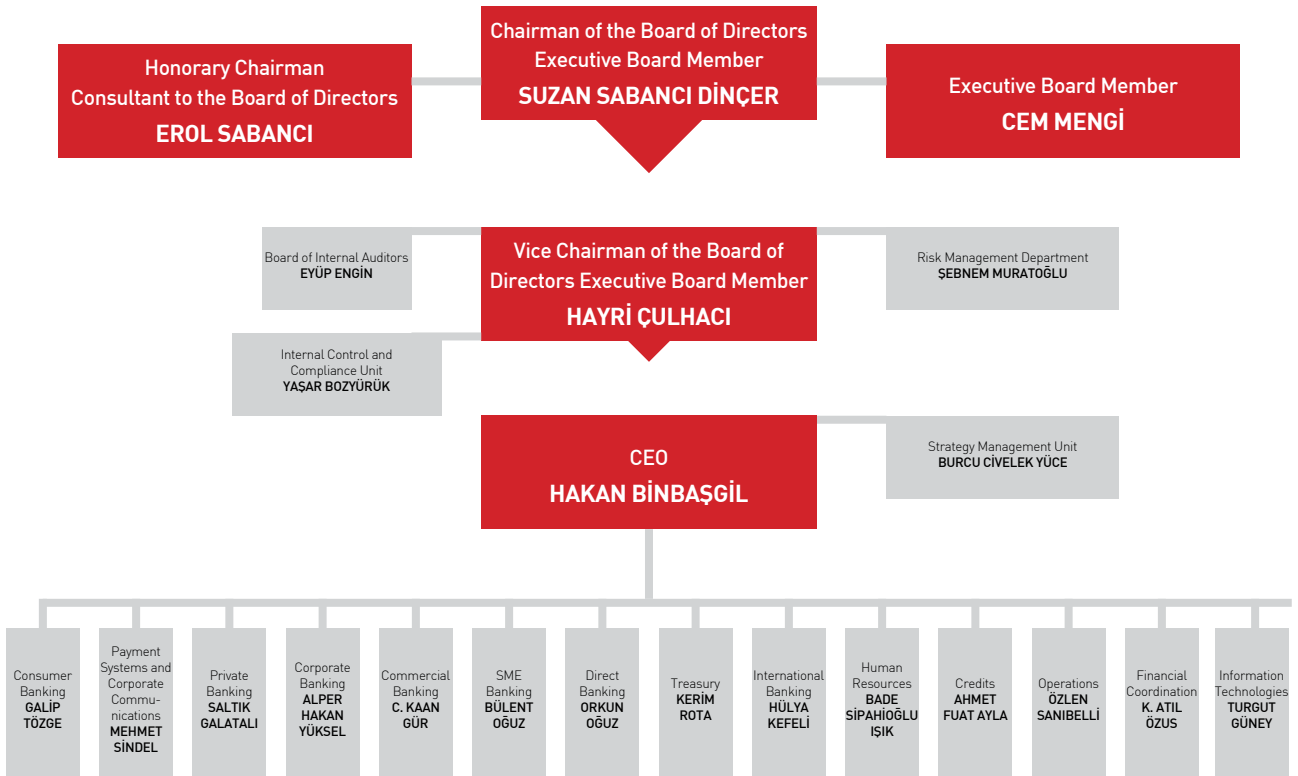 Honorary Chairman
Consultant to the Board of Directors
EROL SABANCI
Chairman of the Board of Directors
Executive Board Member
SUZAN SABANCI DİNÇER
Executive Board Member
CEM MENGİ
Board of Internal Auditors
EYÜP ENGİN
Vice Chairman of the Board of
Directors Executive Board Member
HAYRİ ÇULHACI
Risk Management Department
ŞEBNEM MURATOĞLU
Internal Control and
Compliance Unit
YAŞAR BOZYÜRÜK
CEO
HAKAN BİNBAŞGİL
Strategy Management Unit
BURCU CİVELEK YÜCE
Consumer
Banking
GALİP
TÖZGE
Payment
Systems and
Corporate
Commu-
nications
MEHMET
SİNDEL
Private
Banking
SALTIK
GALATALI
Corporate
Banking
ALPER
HAKAN
YÜKSEL
Commercial
Banking
C. KAAN
GÜR
SME
Banking
BÜLENT
OĞUZ
Direct
Banking
ORKUN
OĞUZ
Treasury
KERİM
ROTA
International
Banking
HÜLYA
KEFELİ
Human
Resources
BADE
SİPAHİOĞLU
IŞIK
Credits
AHMET
FUAT AYLA
Operations
ÖZLEN
SANIBELLİ
Financial
Coordination
K. ATIL
ÖZUS
Information
Technologies
TURGUT
GÜNEY